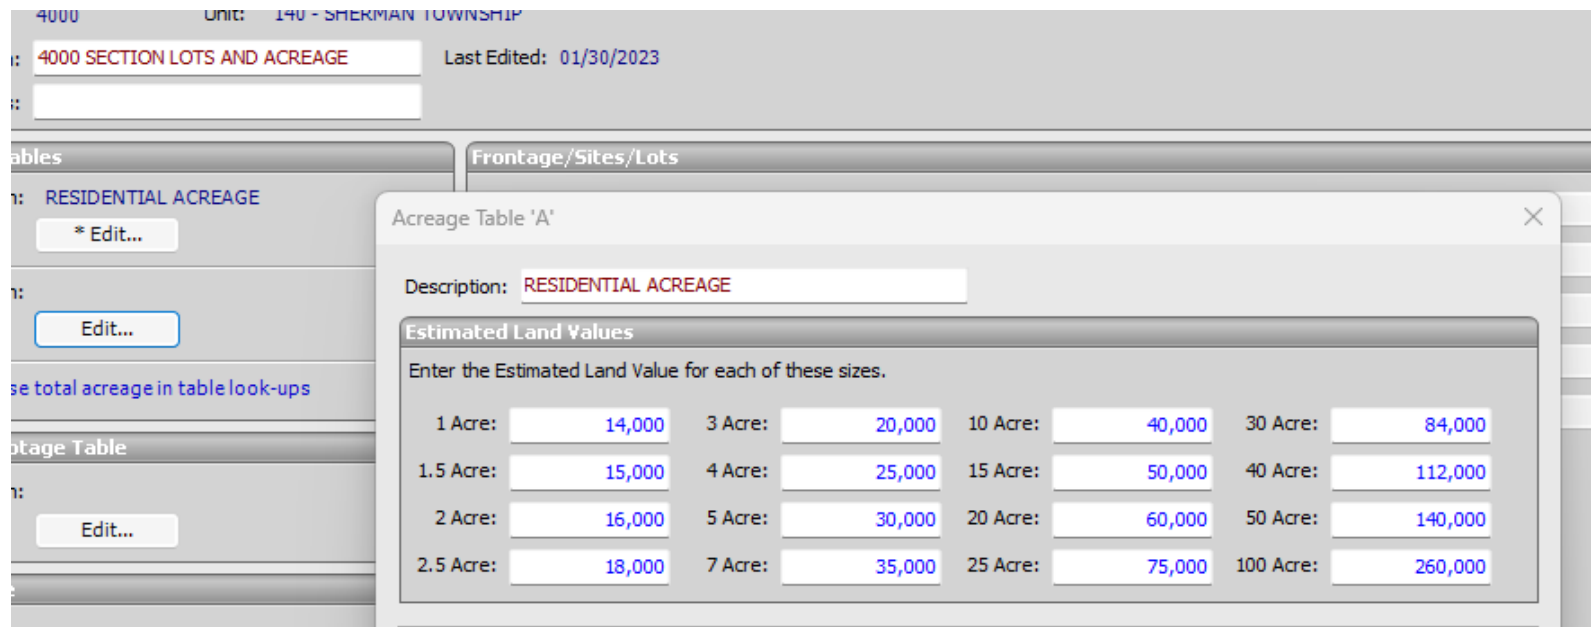 4000 Unit: 140 - SHERMAN TOWNSHIP
4000 SECTION LOTS AND ACREAGE Last Edited: 01/30/2023
Frontage/Sites/Lots
RESIDENTIAL ACREAGE
* Edit...
Edit...
total acreage in table look-ups
Table
Edit...
Acreage Table 'A'
Description: RESIDENTIAL ACREAGE
Estimated Land Values
Enter the Estimated Land Value for each of these sizes.
1 Acre: 14,000 3 Acre: 20,000 10 Acre: 40,000 30 Acre: 84,000
1.5 Acre: 15,000 4 Acre: 25,000 15 Acre: 50,000 40 Acre: 112,000
2 Acre: 16,000 5 Acre: 30,000 20 Acre: 60,000 50 Acre: 140,000
2.5 Acre: 18,000 7 Acre: 35,000 25 Acre: 75,000 100 Acre: 260,000